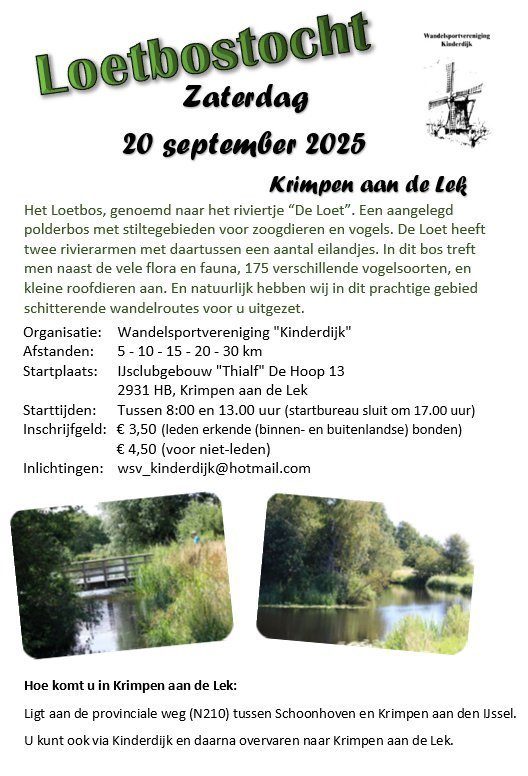 Loetbostocht
Wandelsportvereniging
Kinderdijk
Zaterdag
20 september 2025
Krimpen aan de Lek
Het Loetbos, genoemd naar het riviertje “De Loet”. Een aangelegd
polderbos met stiltegebieden voor zoogdieren en vogels. De Loet heeft
twee rivierarmen met daartussen een aantal eilandjes. In dit bos treft
men naast de vele flora en fauna, 175 verschillende vogelsoorten, en
kleine roofdieren aan. En natuurlijk hebben wij in dit prachtige gebied
schitterende wandelroutes voor u uitgezet.
Organisatie: Wandelsportvereniging "Kinderdijk"
Afstanden: 5 - 10 - 15 - 20 - 30 km
Startplaats: IJsclubgebouw "Thialf" De Hoop 13
2931 HB, Krimpen aan de Lek
Starttijden: Tussen 8:00 en 13.00 uur (startbureau sluit om 17.00 uur)
Inschrijfgeld: € 3,50 (leden erkende (binnen- en buitenlandse) bonden)
€ 4,50 (voor niet-leden)
Inlichtingen: wsv_kinderdijk@hotmail.com
Hoe komt u in Krimpen aan de Lek:
Ligt aan de provinciale weg (N210) tussen Schoonhoven en Krimpen aan den IJssel.
U kunt ook via Kinderdijk en daarna overvaren naar Krimpen aan de Lek.